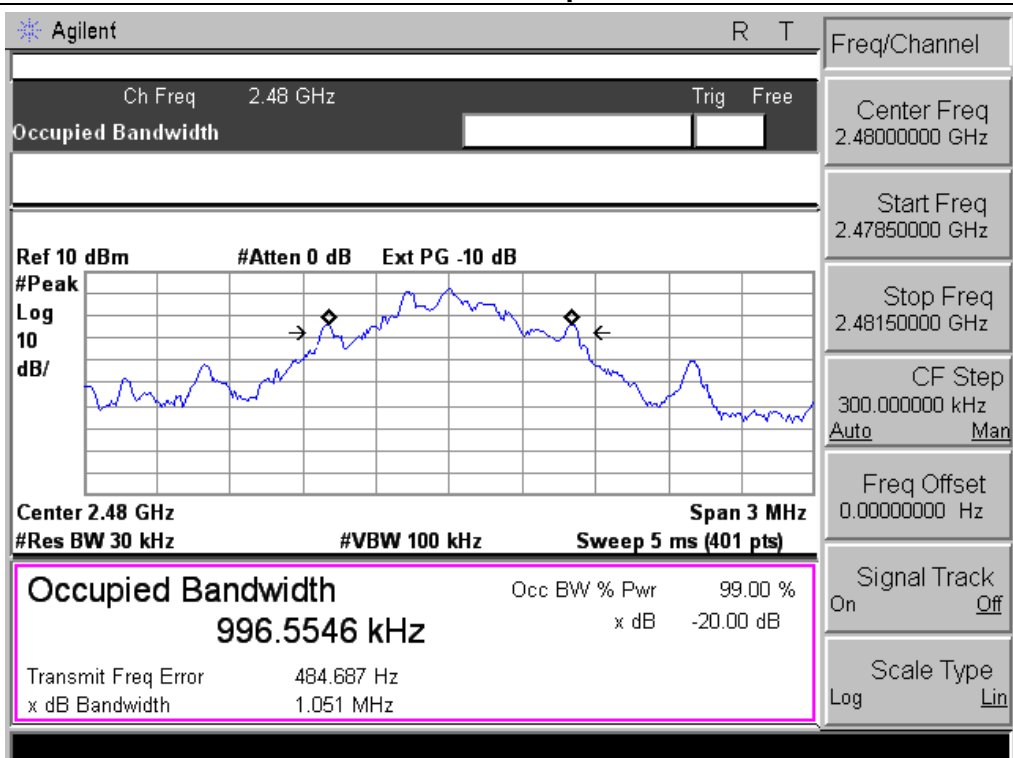 Agilent R T
Freq/Channel
Ch Freq 2.48 GHz Trig Free
Occupied Bandwidth
Center Freq
2.48000000 GHz
Start Freq
2.47850000 GHz
Ref 10 dBm #Atten 0 dB Ext PG -10 dB
#Peak
Log
10
dB/
Stop Freq
2.48150000 GHz
CF Step
300.000000 kHz
Auto Man
Center 2.48 GHz Span 3 MHz
#Res BW 30 kHz #VBW 100 kHz Sweep 5 ms (401 pts)
Freq Offset
0.00000000 Hz
Occupied Bandwidth Occ BW % Pwr 99.00 %
996.5546 kHz x dB -20.00 dB
Transmit Freq Error 484.687 Hz
x dB Bandwidth 1.051 MHz
Signal Track
On Off
Scale Type
Log Lin